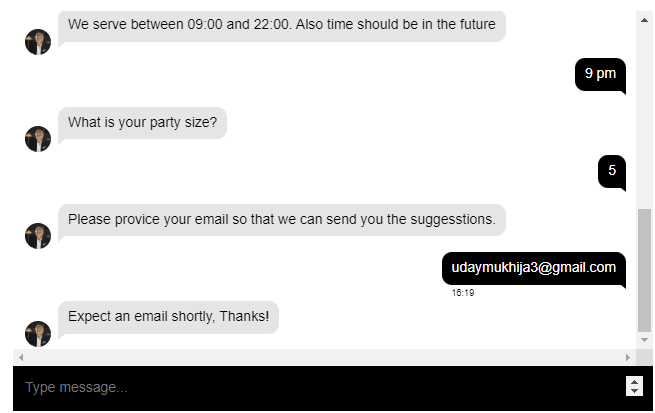 We serve between 09:00 and 22:00. Also time should be in the future
9 pm
What is your party size?
5
Please provice your email so that we can send you the suggesstions.
udaymukhija3@gmail.com
16:19
Expect an email shortly, Thanks!
Type message...